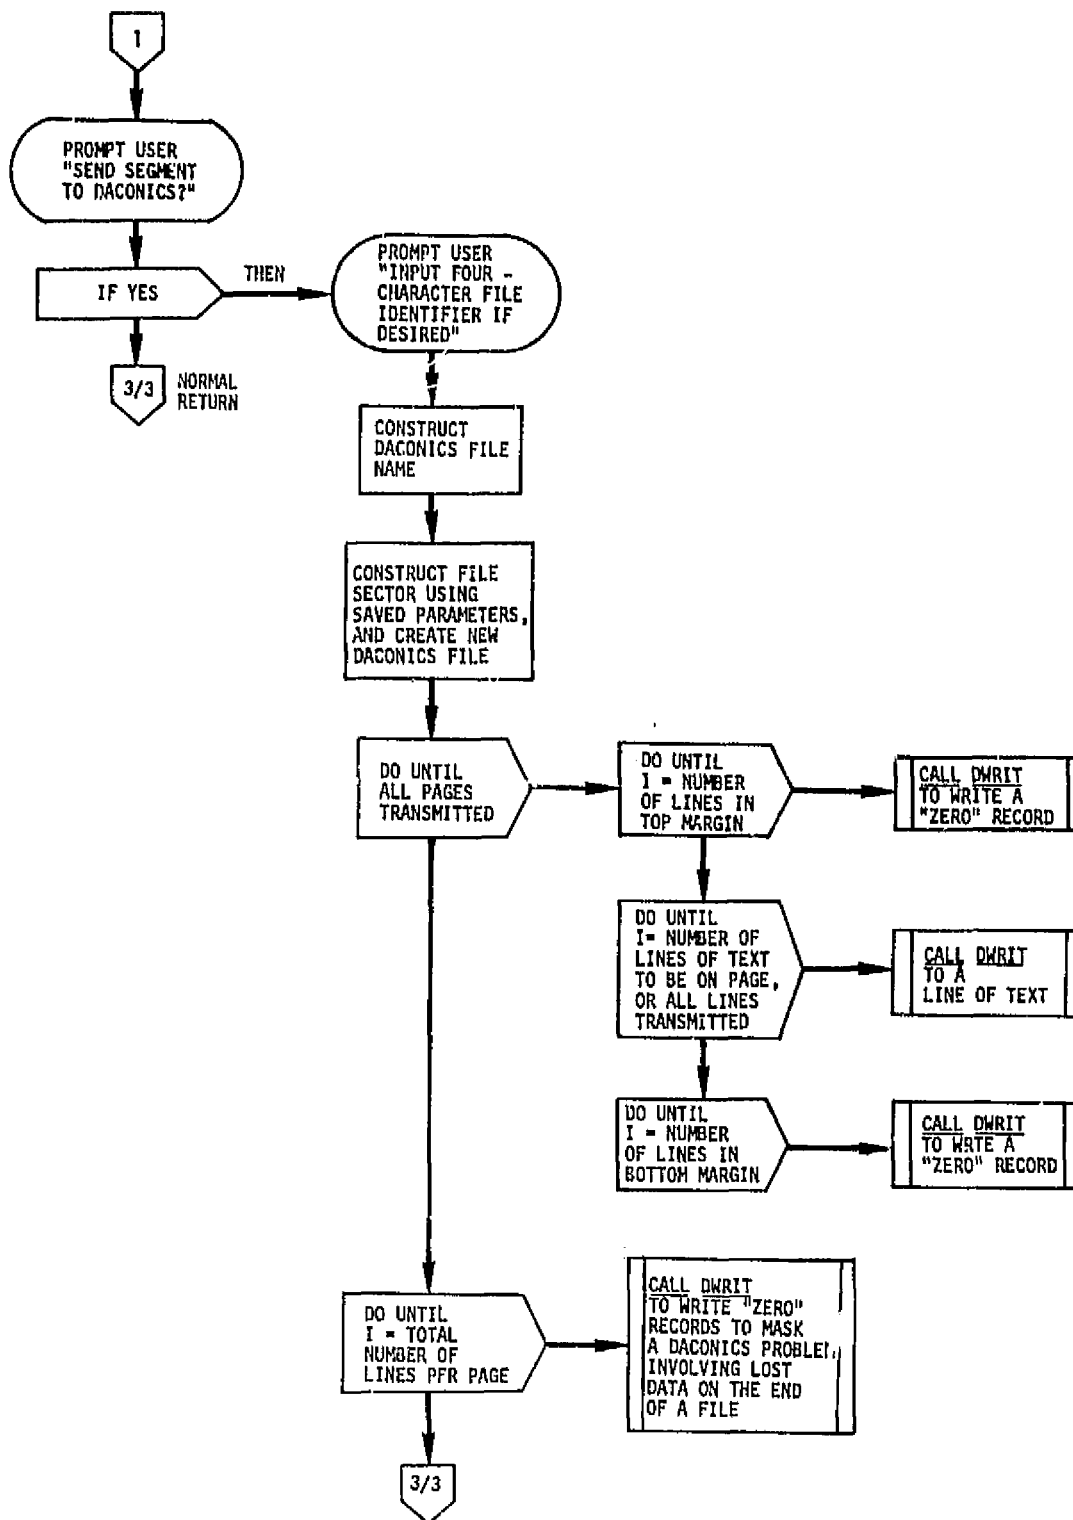 1
PROMPT USER
"SEND SEGMENT
TO DACONICS?"
IF YES
THEN
3/3
NORMAL
RETURN
PROMPT USER
"INPUT FOUR -
CHARACTER FILE
IDENTIFIER IF
DESIRED"
CONSTRUCT
DACONICS FILE
NAME
CONSTRUCT FILE
SECTOR USING
SAVED PARAMETERS,
AND CREATE NEW
DACONICS FILE
DO UNTIL
ALL PAGES
TRANSMITTED
DO UNTIL
I = NUMBER
OF LINES IN
TOP MARGIN
CALL DWRIT
TO WRITE A
"ZERO" RECORD
DO UNTIL
I= NUMBER OF
LINES OF TEXT
TO BE ON PAGE,
OR ALL LINES
TRANSMITTED
CALL DWRIT
TO A
LINE OF TEXT
DO UNTIL
I = NUMBER
OF LINES IN
BOTTOM MARGIN
CALL DWRIT
TO WRTE A
"ZERO" RECORD
DO UNTIL
I = TOTAL
NUMBER OF
LINES PFR PAGE
CALL DWRIT
TO WRITE "ZERO"
RECORDS TO MASK
A DACONICS PROBLEM
INVOLVING LOST
DATA ON THE END
OF A FILE
3/3